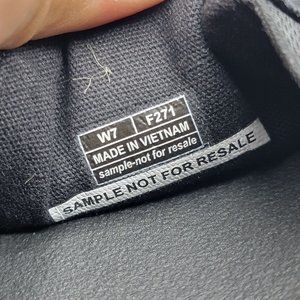 W7 F271
MADE IN VIETNAM
sample-not for resale
SAMPLE NOT FOR RESALE